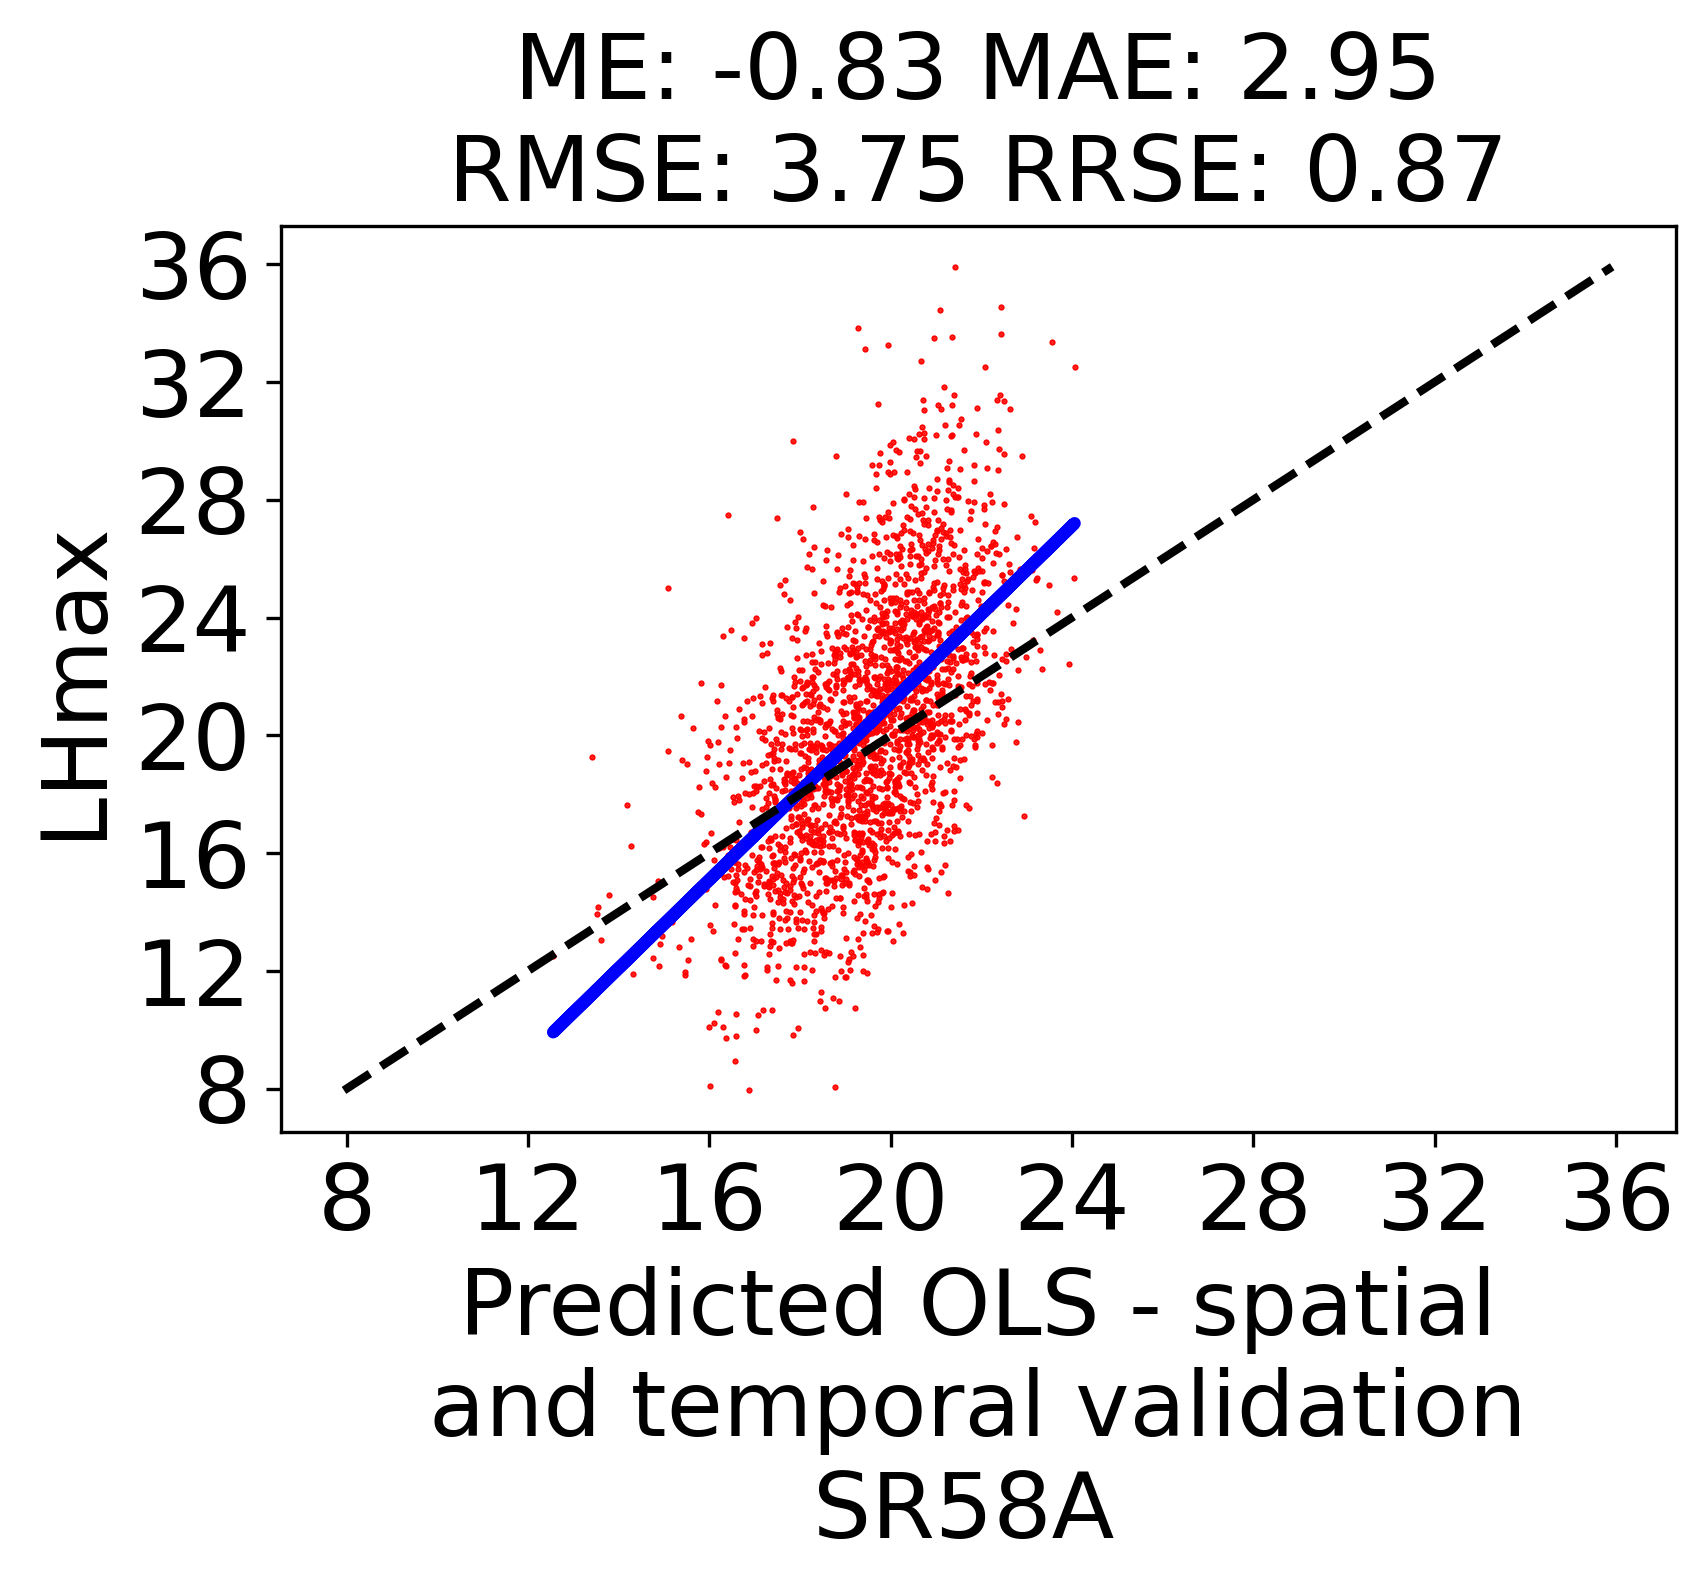 ME: -0.83 MAE: 2.95
RMSE: 3.75 RRSE: 0.87
36
32
28
24
20
16
12
8
LHmax
8 12 16 20 24 28 32 36
Predicted OLS - spatial
and temporal validation
SR58A